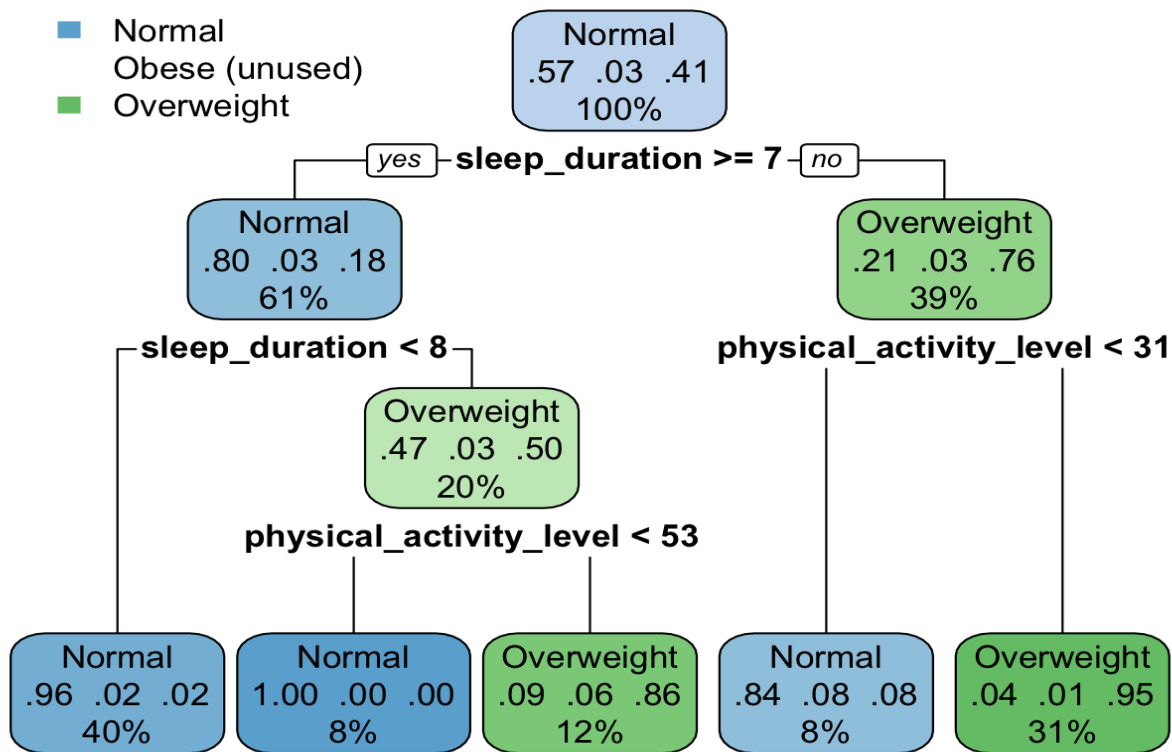 Normal
Obese (unused)
Overweight
Normal
.57 .03 .41
100%
yes sleep_duration >= 7 no
Normal
.80 .03 .18
61%
Overweight
.21 .03 .76
39%
sleep_duration < 8
physical_activity_level < 31
Overweight
.47 .03 .50
20%
physical_activity_level < 53
Normal
.96 .02 .02
40%
Normal
1.00 .00 .00
8%
Overweight
.09 .06 .86
12%
Normal
.84 .08 .08
8%
Overweight
.04 .01 .95
31%